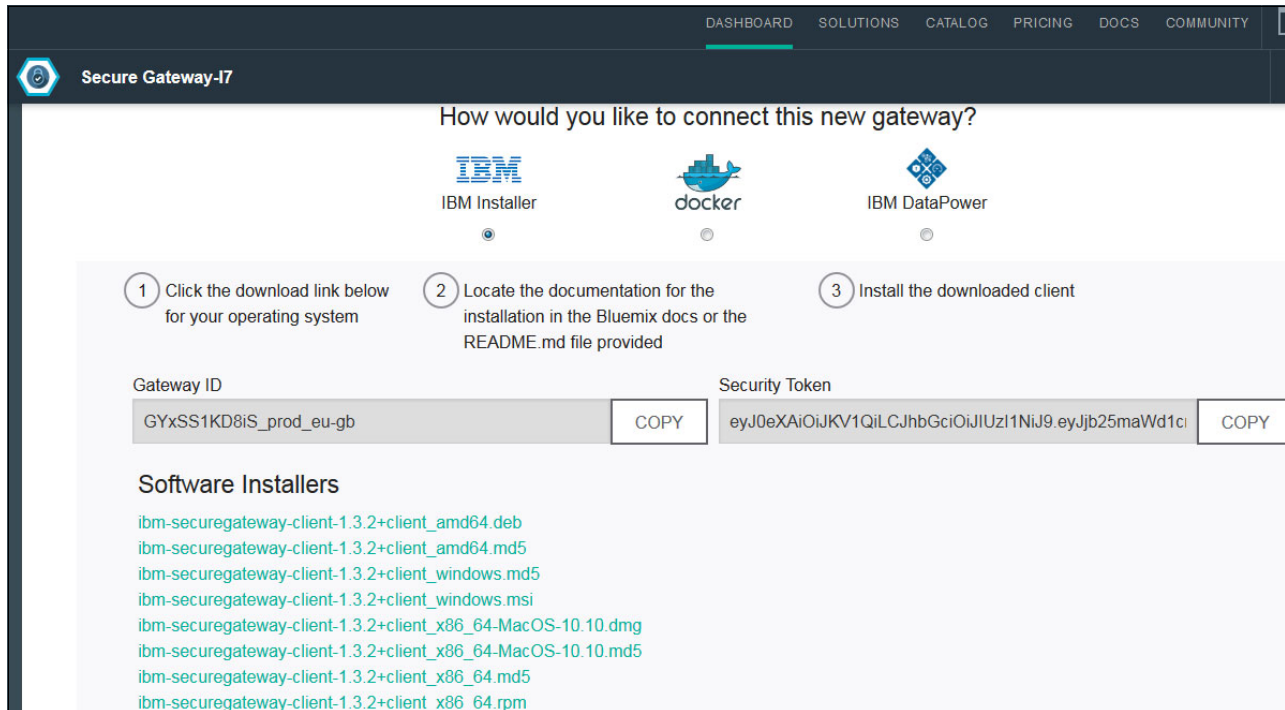 DASHBOARD SOLUTIONS CATALOG PRICING DOCS COMMUNITY
Secure Gateway-I7
How would you like to connect this new gateway?
IBM
docker
IBM Installer
IBM DataPower
1 Click the download link below
for your operating system
2 Locate the documentation for the
installation in the Bluemix docs or the
README.md file provided
3 Install the downloaded client
Gateway ID
GYxSS1KD8iS_prod_eu-gb COPY
Security Token
eyJ0eXAiOiJKV1QiLCJhbGciOiJIUzI1NiJ9.eyJjb25maWd1c COPY
Software Installers
ibm-securegateway-client-1.3.2+client_amd64.deb
ibm-securegateway-client-1.3.2+client_amd64.md5
ibm-securegateway-client-1.3.2+client_windows.md5
ibm-securegateway-client-1.3.2+client_windows.msi
ibm-securegateway-client-1.3.2+client_x86_64-MacOS-10.10.dmg
ibm-securegateway-client-1.3.2+client_x86_64-MacOS-10.10.md5
ibm-securegateway-client-1.3.2+client_x86_64.md5
ibm-securegateway-client-1.3.2+client_x86_64.rpm